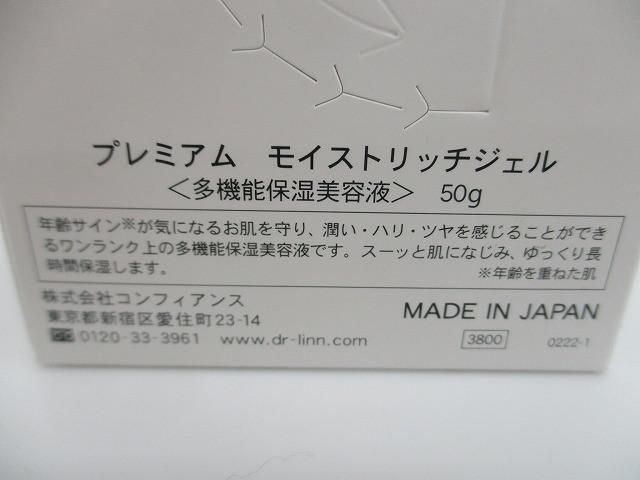 プレミアム　モイストリッチジェル
＜多機能保湿美容液＞　50g
年齢サイン※が気になるお肌を守り、潤い・ハリ・ツヤを感じることができ
るワンランク上の多機能保湿美容液です。スーッと肌になじみ、ゆっくり長
時間保湿します。
※年齢を重ねた肌
株式会社コンフィアンス
東京都新宿区愛住町23-14
0120-33-3961　www.dr-linn.com
MADE IN JAPAN
3800
0222-1